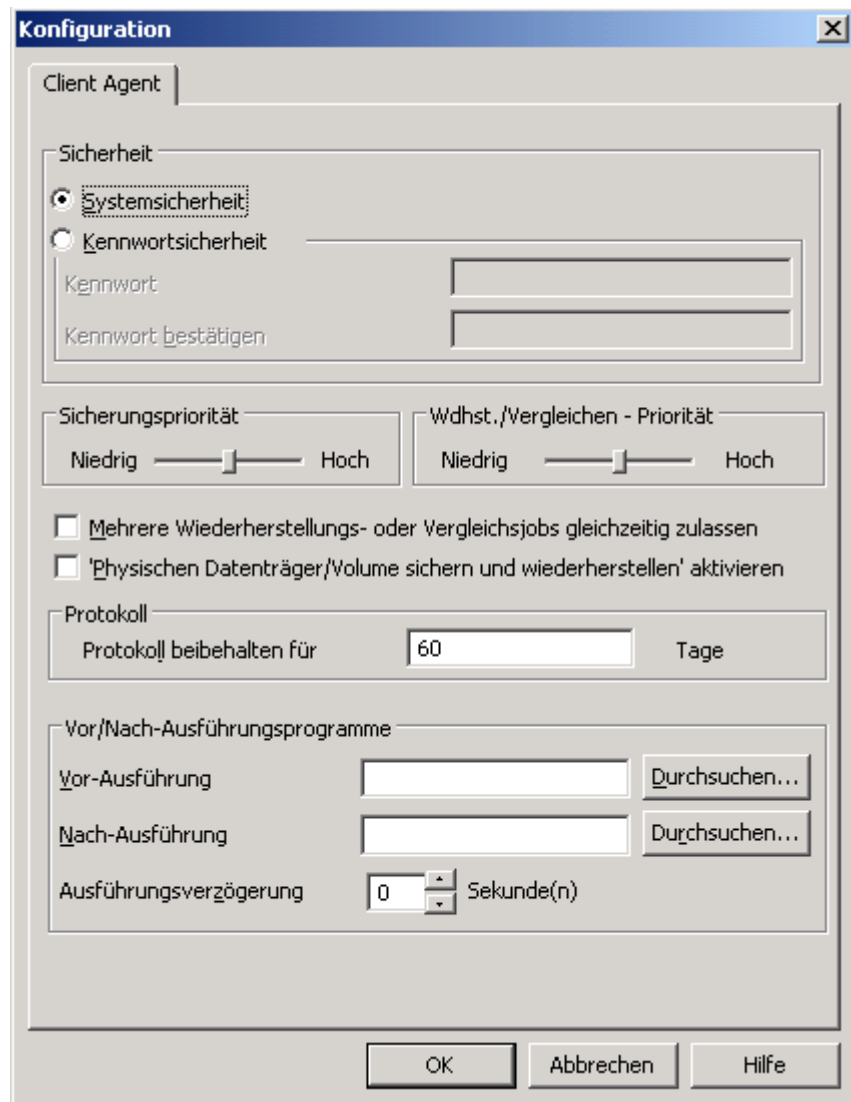 Konfiguration
Client Agent
Sicherheit
Systemsicherheit
Kennwortsicherheit
Kennwort
Kennwort bestätigen
Sicherungspriorität
Niedrig Hoch
Wdhst./Vergleichen - Priorität
Niedrig Hoch
Mehrere Wiederherstellungs- oder Vergleichsjobs gleichzeitig zulassen
'Physischen Datenträger/Volume sichern und wiederherstellen' aktivieren
Protokoll
Protokoll beibehalten für 60 Tage
Vor/Nach-Ausführungsprogramme
Vor-Ausführung Durchsuchen...
Nach-Ausführung Durchsuchen...
Ausführungsverzögerung 0 Sekunde(n)
OK Abbrechen Hilfe